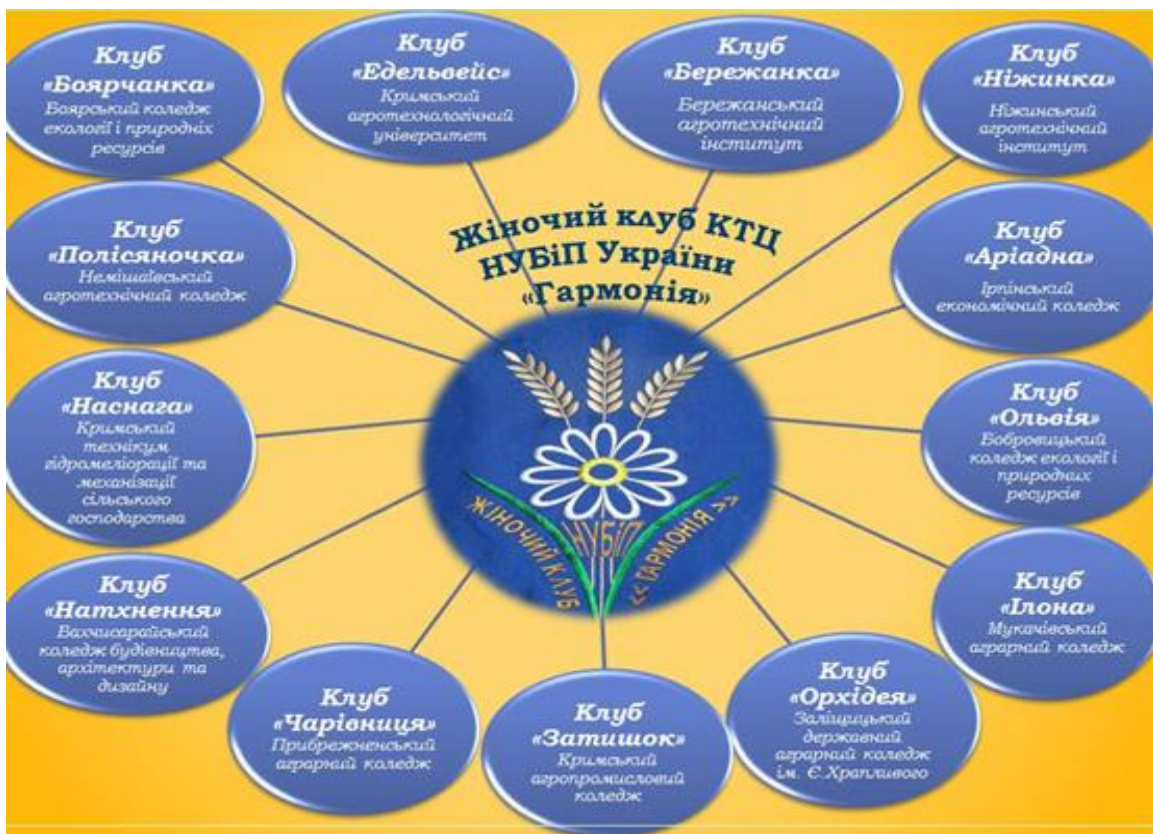 Клуб
«Боярчанка»
Боярський коледж
екології і природніх
ресурсів
Клуб
«Едельвейс»
Кримський
агротехнологічний
університет
Клуб
«Бережанка»
Бережанський
агротехнічний
інститут
Клуб
«Ніжинка»
Ніжинський
агротехнічний
інститут
Жіночий клуб КТЦ
НУБіП України
«Гармонія»
Клуб
«Полісяночка»
Немішаївський
агротехнічний коледж
Клуб
«Аріадна»
Ірпінський
економічний коледж
Клуб
«Наснага»
Кримський
технікум
гідромеліорації та
механізації
сільського
господарства
Клуб
«Ольвія»
Бобровицький
коледж екології і
природних
ресурсів
ЖІНОЧИЙ КЛУБ
НУБіП
<< ГАРМОНІЯ >>
Клуб
«Натхнення»
Бахчисарайський
коледж будівництва,
архітектури та
дизайну
Клуб
«Ілона»
Мукачівський
аграрний коледж
Клуб
«Чарівниця»
Прибрежненський
аграрний коледж
Клуб
«Затишок»
Кримський
агропромисловий
коледж
Клуб
«Орхідея»
Заліщицький
державний
аграрний коледж
ім. Є.Храпливого